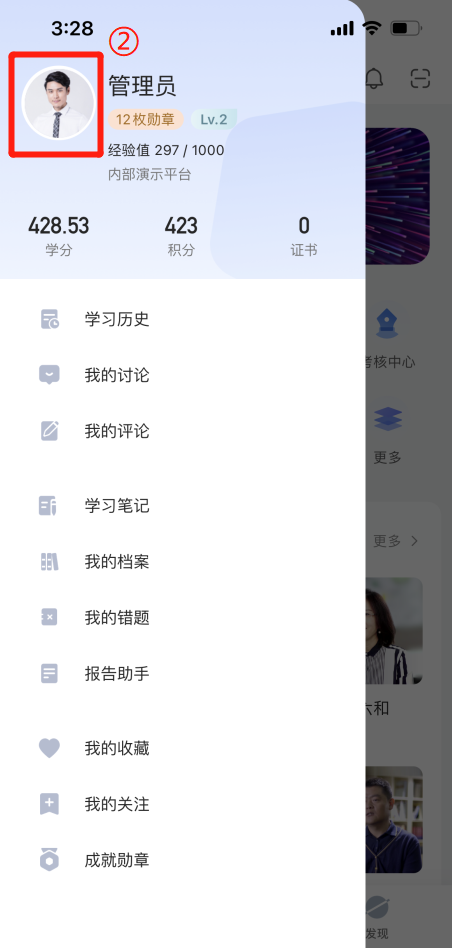 3:28
②
管理员
12枚勋章 Lv.2
经验值 297 / 1000
内部演示平台
428.53 423 0
学分 积分 证书
学习历史
我的讨论
考核中心
我的评论
更多
学习笔记
更多
我的档案
我的错题
报告助手
六和
我的收藏
我的关注
成就勋章
发现